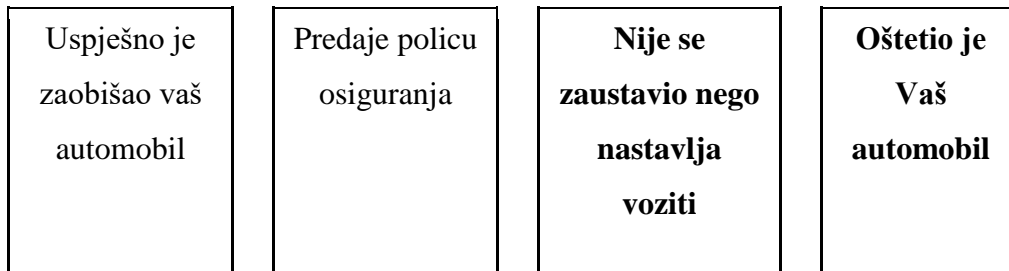 Uspješno je
zaobišao vaš
automobil
Predaje policu
osiguranja
Nije se
zaustavio nego
nastavlja
voziti
Oštetio je
Vaš
automobil